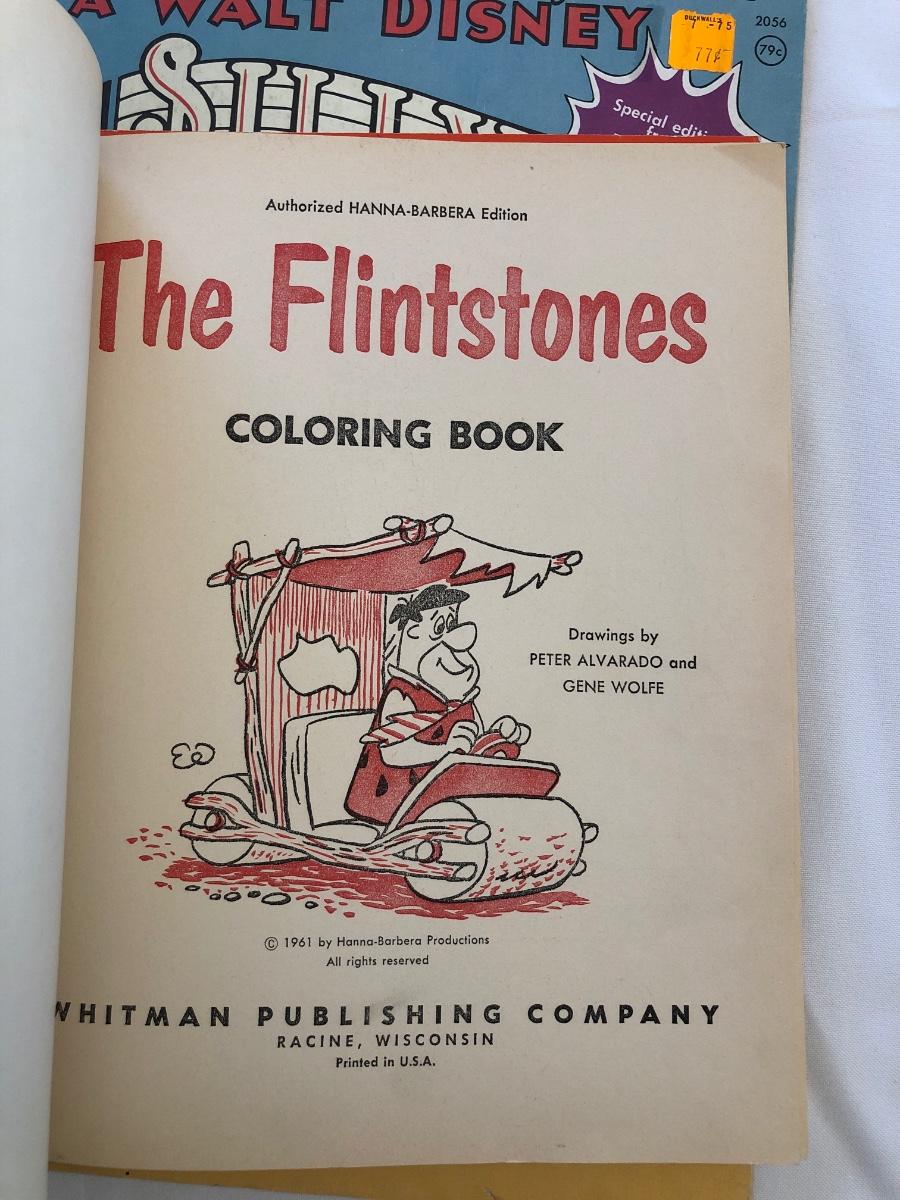 A WALT DISNEY
2056
79c
DUCKWALL'S
77¢
Special
Authorized HANNA-BARBERA Edition
The Flintstones
COLORING BOOK
Drawings by
PETER ALVARADO and
GENE WOLFE
© 1961 by Hanna-Barbera Productions
All rights reserved
WHITMAN PUBLISHING COMPANY
RACINE, WISCONSIN
Printed in U.S.A.